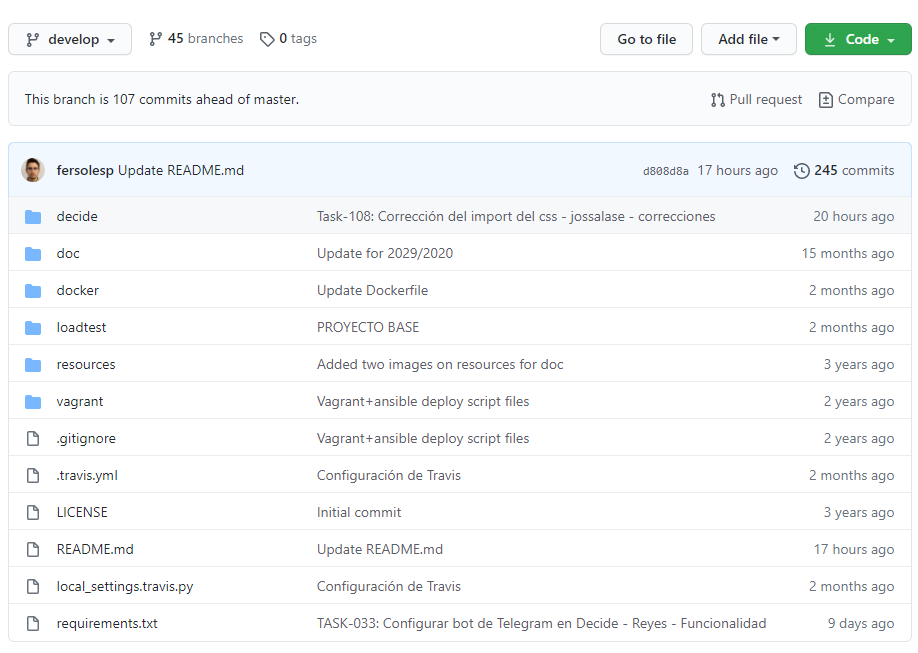 develop 45 branches 0 tags Go to file Add file Code
This branch is 107 commits ahead of master. Pull request Compare
fersolesp Update README.md d808d8a 17 hours ago 245 commits
decide Task-108: Corrección del import del css - jossalase - correcciones 20 hours ago
doc Update for 2029/2020 15 months ago
docker Update Dockerfile 2 months ago
loadtest PROYECTO BASE 2 months ago
resources Added two images on resources for doc 3 years ago
vagrant Vagrant+ansible deploy script files 2 years ago
.gitignore Vagrant+ansible deploy script files 2 years ago
.travis.yml Configuración de Travis 2 months ago
LICENSE Initial commit 3 years ago
README.md Update README.md 17 hours ago
local_settings.travis.py Configuración de Travis 2 months ago
requirements.txt TASK-033: Configurar bot de Telegram en Decide - Reyes - Funcionalidad 9 days ago